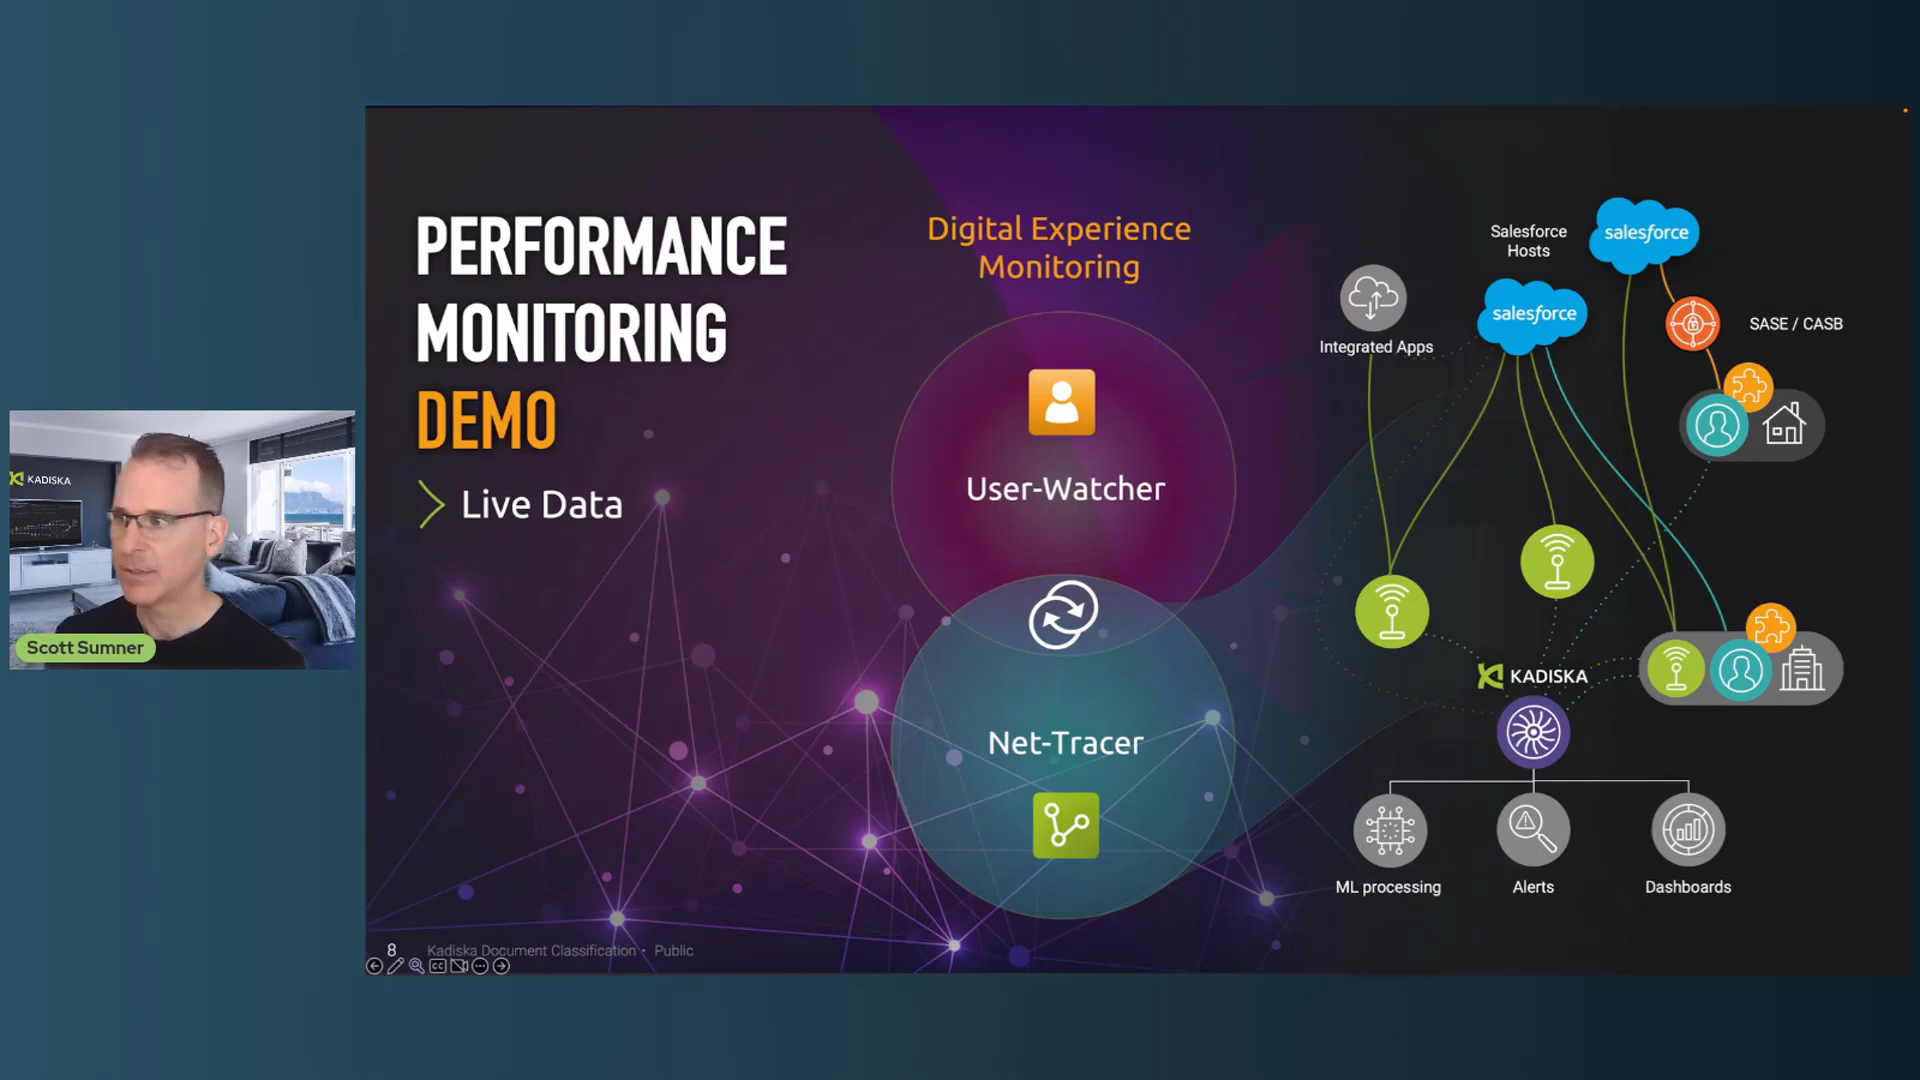 KADISKA
Scott Sumner
PERFORMANCE
MONITORING
DEMO
Live Data
Digital Experience
Monitoring
User-Watcher
Net-Tracer
Integrated Apps
Salesforce
Hosts
salesforce
salesforce
SASE / CASB
KADISKA
ML processing
Alerts
Dashboards
8
Kadiska Document Classification • Public
CC